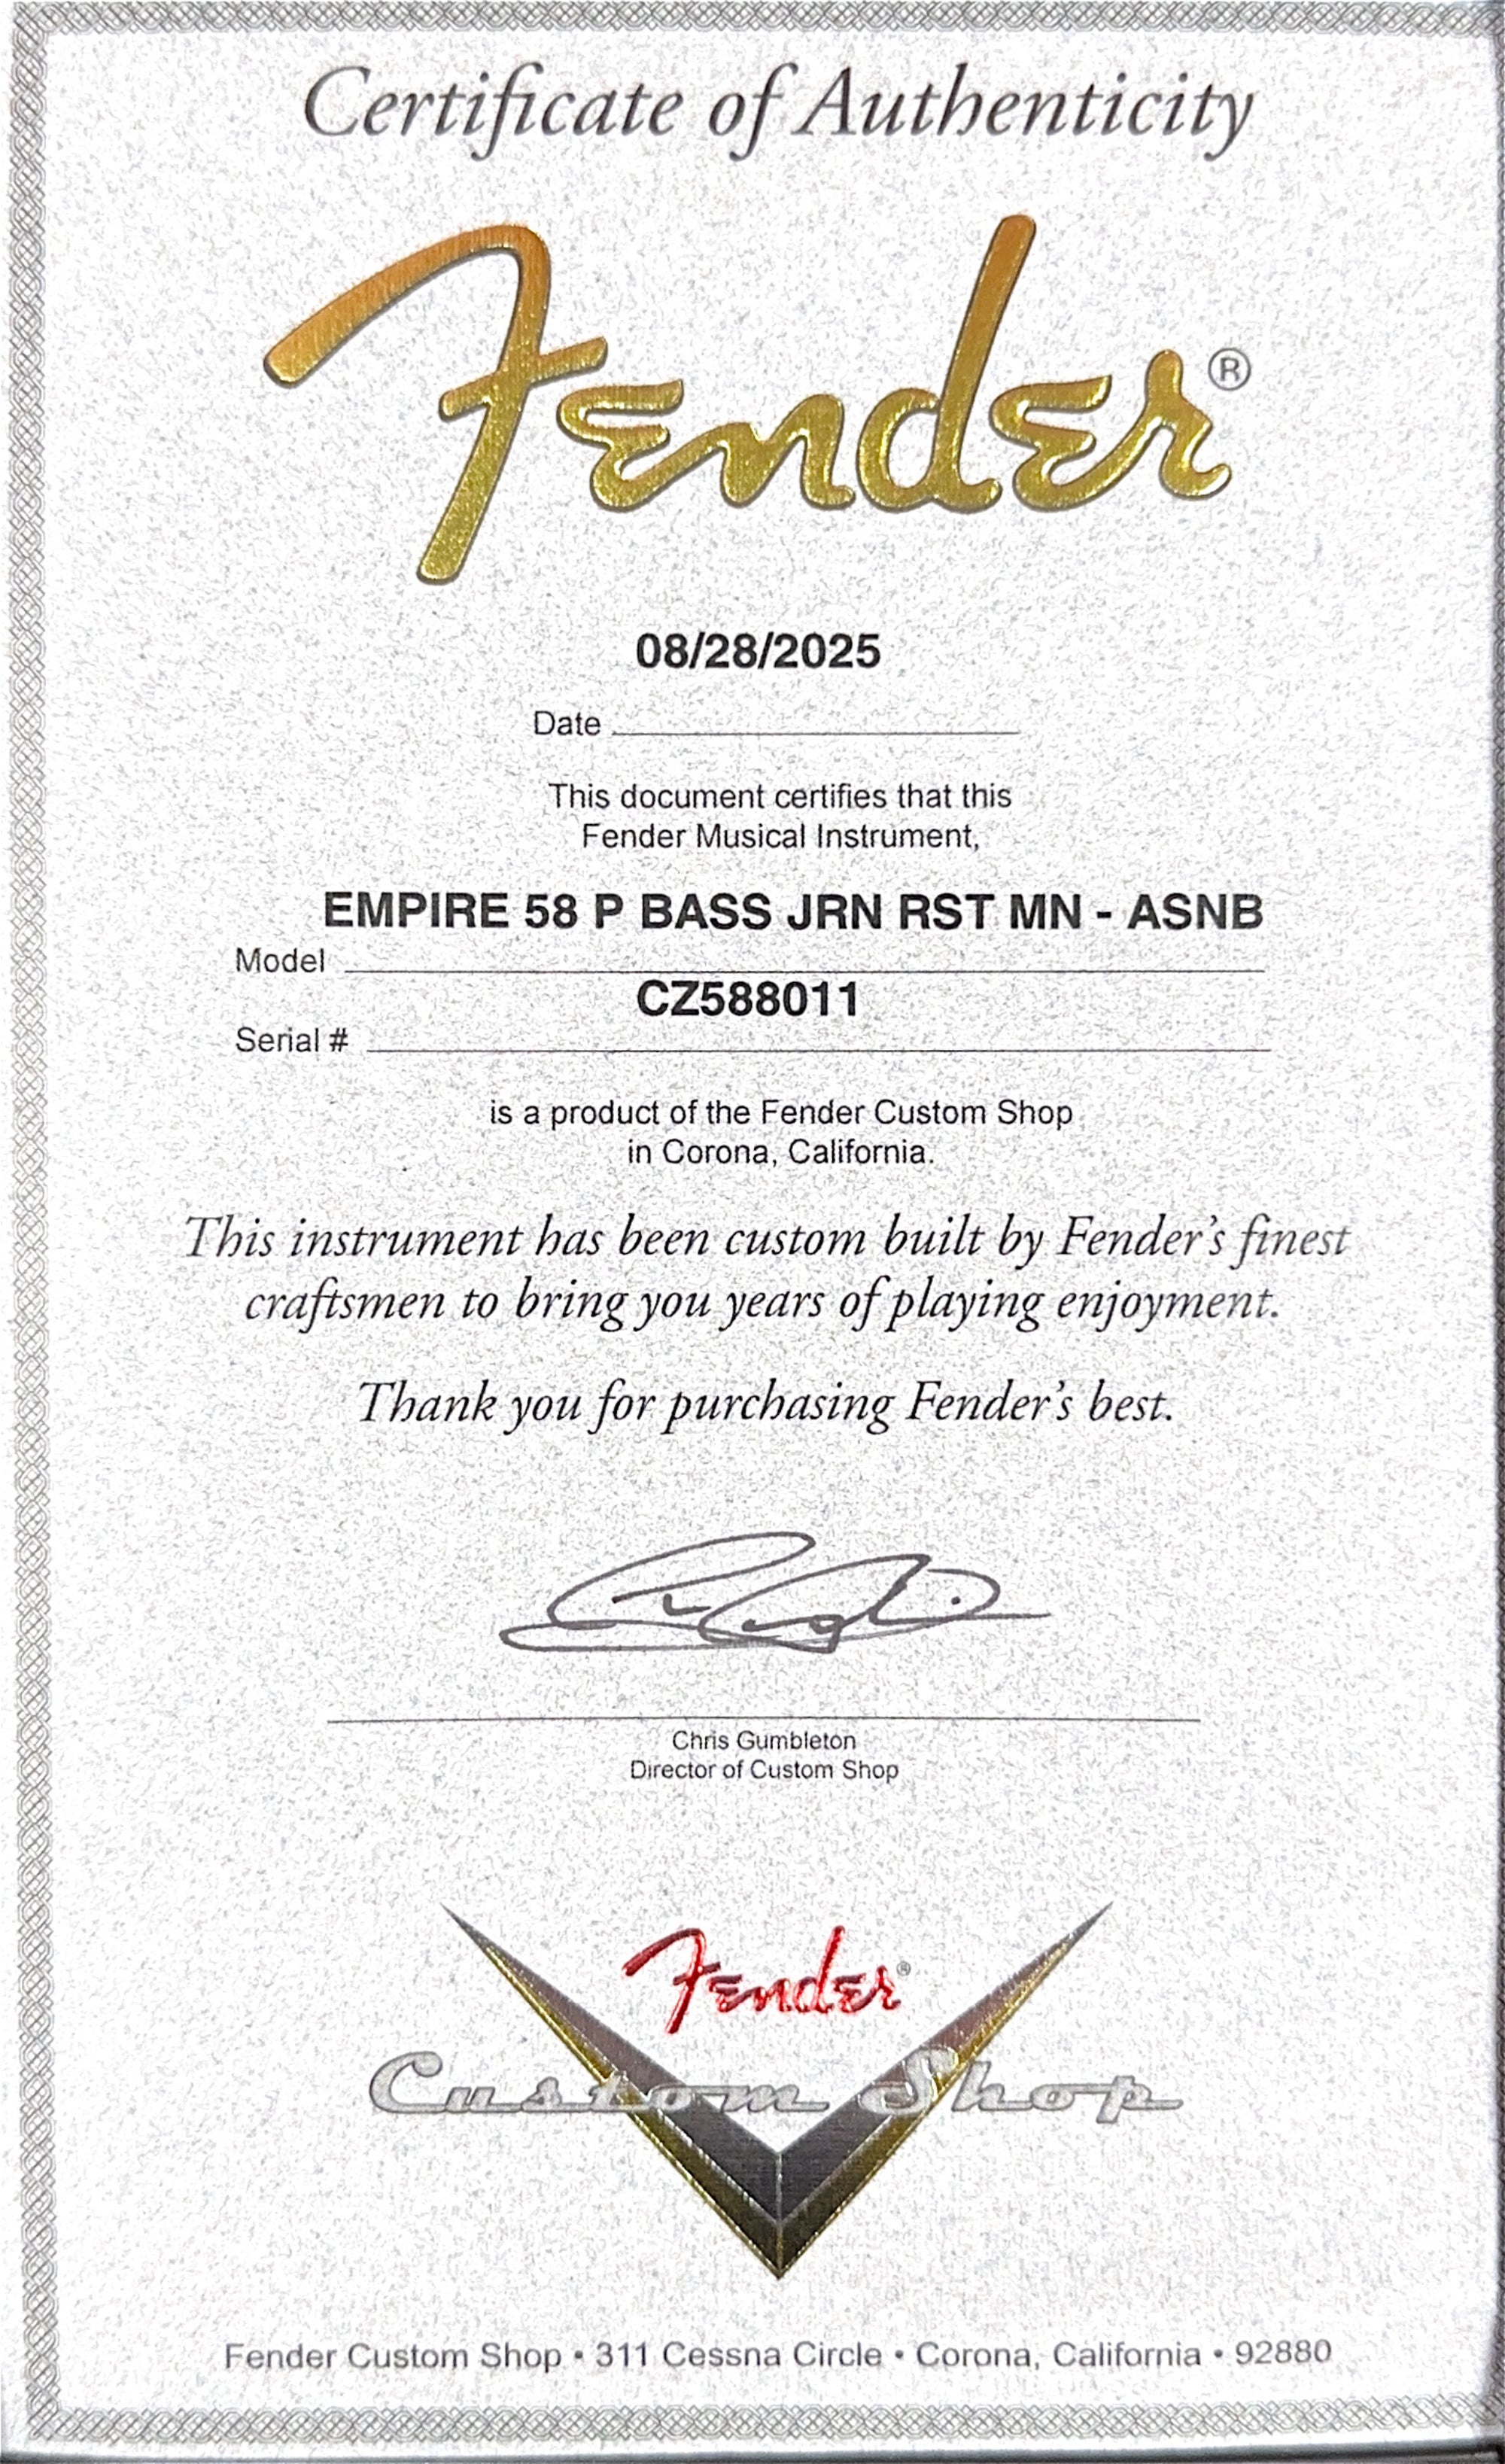 Certificate of Authenticity
Fender®
08/28/2025
Date
This document certifies that this
Fender Musical Instrument,
EMPIRE 58 P BASS JRN RST MN - ASNB
Model
CZ588011
Serial #
is a product of the Fender Custom Shop
in Corona, California.
This instrument has been custom built by Fender's finest
craftsmen to bring you years of playing enjoyment.
Thank you for purchasing Fender's best.
Chris Gumbleton
Director of Custom Shop
Fender®
Custom Shop
Fender Custom Shop • 311 Cessna Circle • Corona, California • 92880